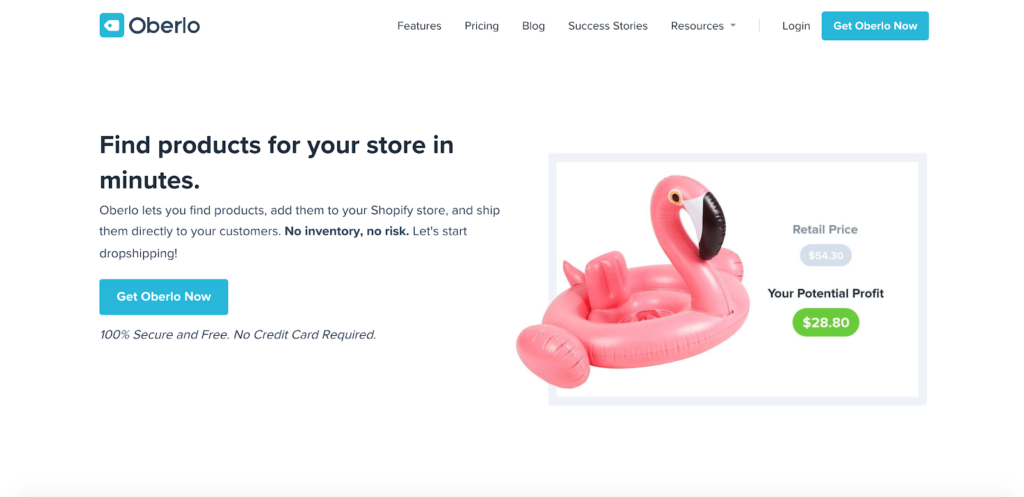 Oberlo
Features
Pricing
Blog
Success Stories
Resources
Login
Get Oberlo Now
Find products for your store in
minutes.
Oberlo lets you find products, add them to your Shopify store, and ship
them directly to your customers. No inventory, no risk. Let's start
dropshipping!
Get Oberlo Now
100% Secure and Free. No Credit Card Required.
Retail Price
$54.30
Your Potential Profit
$28.80